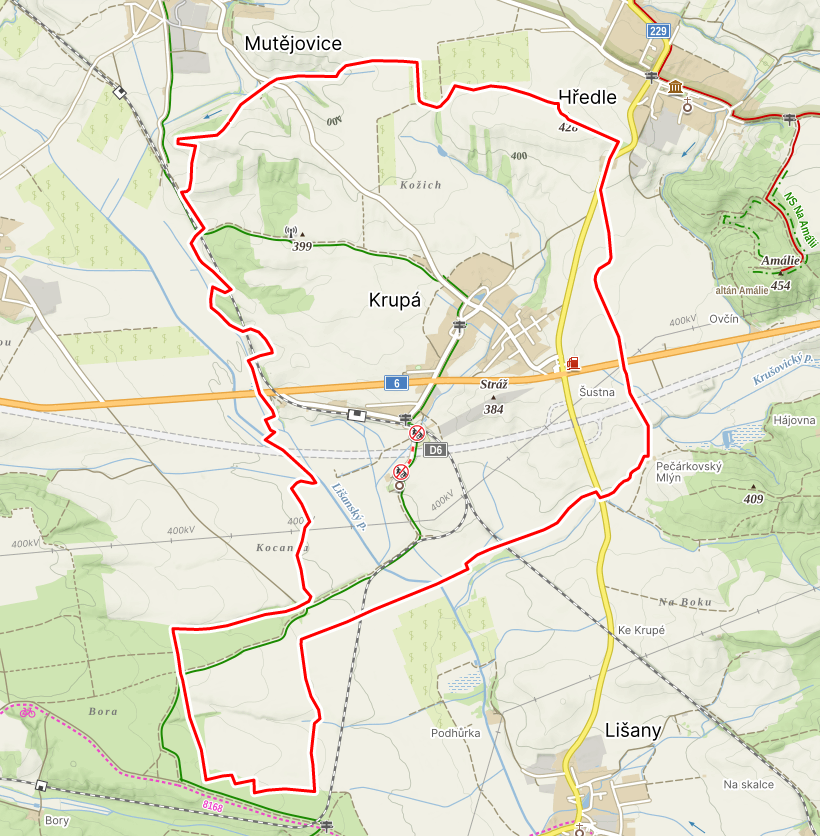 Mutějovice
229
Hředle
428
400
400
Kožich
NS Na Amálii
399
Amálie
454
altán Amálie
Krupá
400kV
Ovčín
Krušovický p.
6
Stráž
384
Šustna
Hájovna
D6
Pečárkovský
Mlýn
409
400kV
Lišanský p.
400kV
400kV
Na Boku
Ke Krupé
Bora
Podhůrka
Lišany
Na skalce
8168
Bory